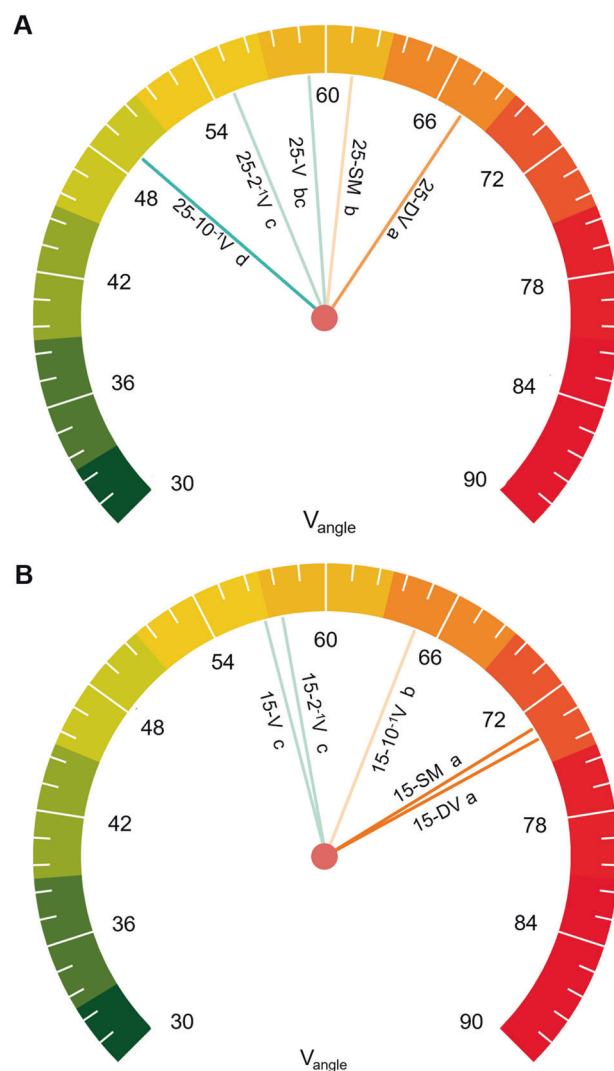 A
30
36
42
48
54
60
66
72
78
84
90
25-10⁻¹V d
25-2⁻¹V c
25-V bc
25-SM b
25-DV a
Vangle
B
30
36
42
48
54
60
66
72
78
84
90
15-V c
15-2⁻¹V c
15-10⁻¹V b
15-SM a
15-DV a
Vangle